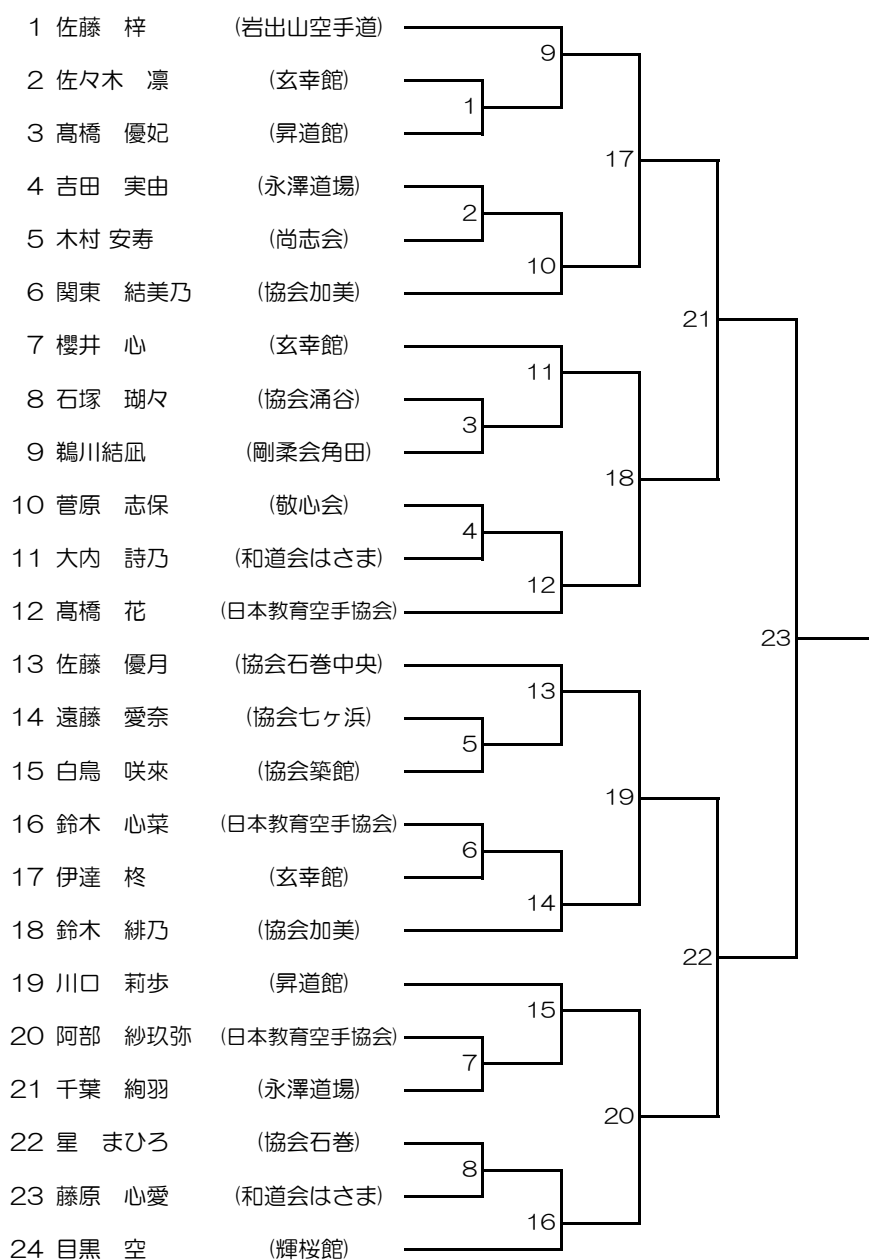 1 佐藤　梓 (岩出山空手道)
9
2 佐々木　凛 (玄幸館)
1
3 髙橋　優妃 (昇道館)
17
4 吉田　実由 (永澤道場)
2
5 木村 安寿 (尚志会)
10
6 関東　結美乃 (協会加美)
21
7 櫻井　心 (玄幸館)
11
8 石塚　瑚々 (協会涌谷)
3
9 鵜川結凪 (剛柔会角田)
18
10 菅原　志保 (敬心会)
4
11 大内　詩乃 (和道会はさま)
12
12 髙橋　花 (日本教育空手協会)
23
13 佐藤　優月 (協会石巻中央)
13
14 遠藤　愛奈 (協会七ヶ浜)
5
15 白鳥　咲來 (協会築館)
19
16 鈴木　心菜 (日本教育空手協会)
6
17 伊達　柊 (玄幸館)
14
18 鈴木　緋乃 (協会加美)
22
19 川口　莉歩 (昇道館)
15
20 阿部　紗玖弥 (日本教育空手協会)
7
21 千葉　絢羽 (永澤道場)
20
22 星　まひろ (協会石巻)
8
23 藤原　心愛 (和道会はさま)
16
24 目黒　空 (輝桜館)